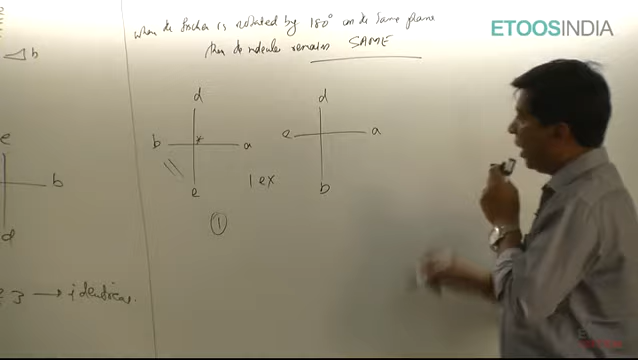 ETOOSINDIA
when the fischer is rotated by 180° in the same plane
then the molecule remains SAME
b
e
b
d
3 → identical.
d
b * a
e
1 ex
①
d
e a
b